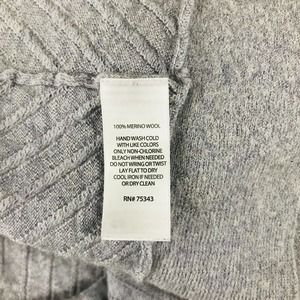 100% MERINO WOOL
HAND WASH COLD
WITH LIKE COLORS
ONLY NON-CHLORINE
BLEACH WHEN NEEDED
DO NOT WRING OR TWIST
LAY FLAT TO DRY
COOL IRON IF NEEDED
OR DRY CLEAN
RN# 75343